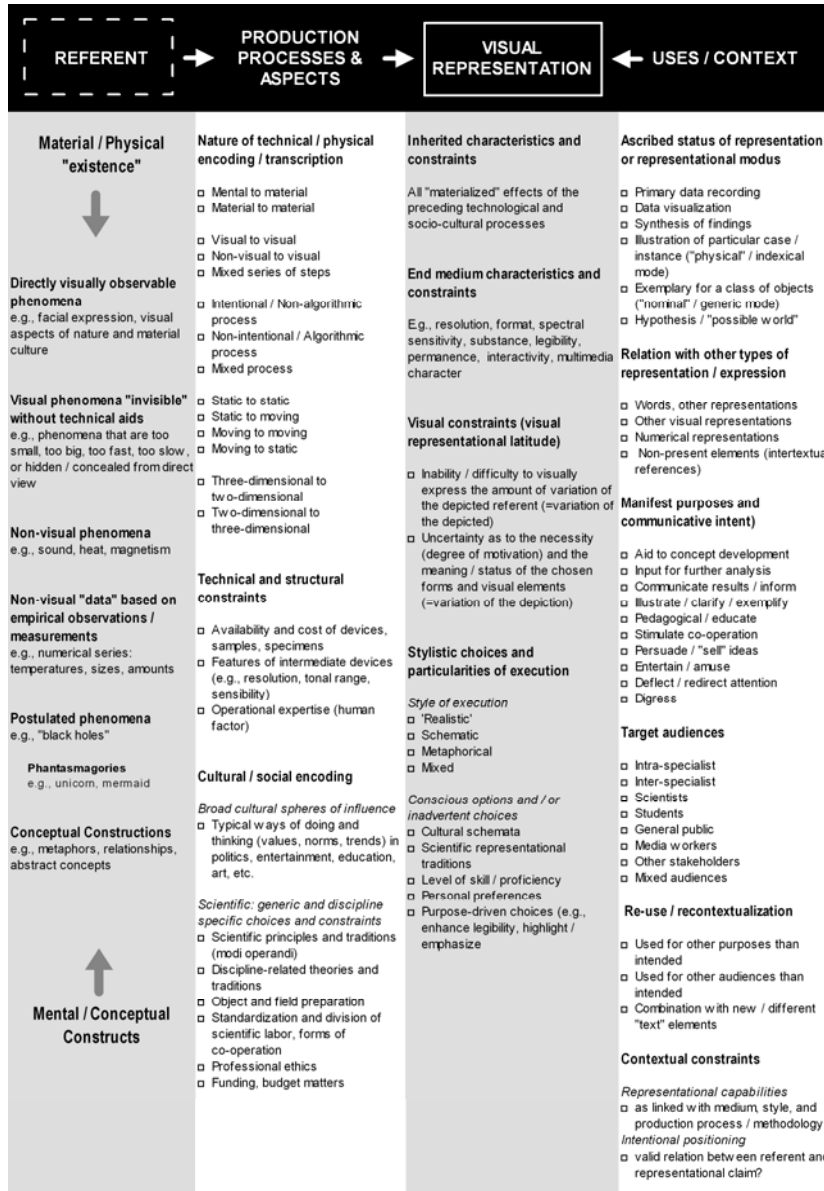 REFERENT
PRODUCTION
PROCESSES &
ASPECTS
VISUAL
REPRESENTATION
USES / CONTEXT
Material / Physical
"existence"
Directly visually observable
phenomena
e.g., facial expression, visual
aspects of nature and material
culture
Visual phenomena "invisible"
without technical aids
e.g., phenomena that are too
small, too big, too fast, too slow,
or hidden / concealed from direct
view
Non-visual phenomena
e.g., sound, heat, magnetism
Non-visual "data" based on
empirical observations /
measurements
e.g., numerical series:
temperatures, sizes, amounts
Postulated phenomena
e.g., "black holes"
Phantasmagories
e.g., unicorn, mermaid
Conceptual Constructions
e.g., metaphors, relationships,
abstract concepts
Mental / Conceptual
Constructs
Nature of technical / physical
encoding / transcription
Mental to material
Material to material
Visual to visual
Non-visual to visual
Mixed series of steps
Intentional / Non-algorithmic
process
Non-intentional / Algorithmic
process
Mixed process
Static to static
Static to moving
Moving to moving
Moving to static
Three-dimensional to
two-dimensional
Two-dimensional to
three-dimensional
Technical and structural
constraints
Availability and cost of devices,
samples, specimens
Features of intermediate devices
(e.g., resolution, tonal range,
sensibility)
Operational expertise (human
factor)
Cultural / social encoding
Broad cultural spheres of influence
Typical ways of doing and
thinking (values, norms, trends) in
politics, entertainment, education,
art, etc.
Scientific: generic and discipline
specific choices and constraints
Scientific principles and traditions
(modi operandi)
Discipline-related theories and
traditions
Object and field preparation
Standardization and division of
scientific labor, forms of
co-operation
Professional ethics
Funding, budget matters
Inherited characteristics and
constraints
All "materialized" effects of the
preceding technological and
socio-cultural processes
End medium characteristics and
constraints
E.g., resolution, format, spectral
sensitivity, substance, legibility,
permanence, interactivity, multimedia
character
Visual constraints (visual
representational latitude)
Inability / difficulty to visually
express the amount of variation of
the depicted referent (=variation of
the depicted)
Uncertainty as to the necessity
(degree of motivation) and the
meaning / status of the chosen
forms and visual elements
(=variation of the depiction)
Stylistic choices and
particularities of execution
Style of execution
'Realistic'
Schematic
Metaphorical
Mixed
Conscious options and / or
inadvertent choices
Cultural schemata
Scientific representational
traditions
Level of skill / proficiency
Personal preferences
Purpose-driven choices (e.g.,
enhance legibility, highlight /
emphasize
Ascribed status of representation
or representational modus
Primary data recording
Data visualization
Synthesis of findings
Illustration of particular case /
instance ("physical" / indexical
mode)
Exemplary for a class of objects
("nominal" / generic mode)
Hypothesis / "possible world"
Relation with other types of
representation / expression
Words, other representations
Other visual representations
Numerical representations
Non-present elements (intertextua
references)
Manifest purposes and
communicative intent)
Aid to concept development
Input for further analysis
Communicate results / inform
Illustrate / clarify / exemplify
Pedagogical / educate
Stimulate co-operation
Persuade / "sell" ideas
Entertain / amuse
Deflect / redirect attention
Digress
Target audiences
Intra-specialist
Inter-specialist
Scientists
Students
General public
Media workers
Other stakeholders
Mixed audiences
Re-use / recontextualization
Used for other purposes than
intended
Used for other audiences than
intended
Combination with new / different
"text" elements
Contextual constraints
Representational capabilities
as linked with medium, style, and
production process / methodology
Intentional positioning
valid relation between referent and
representational claim?